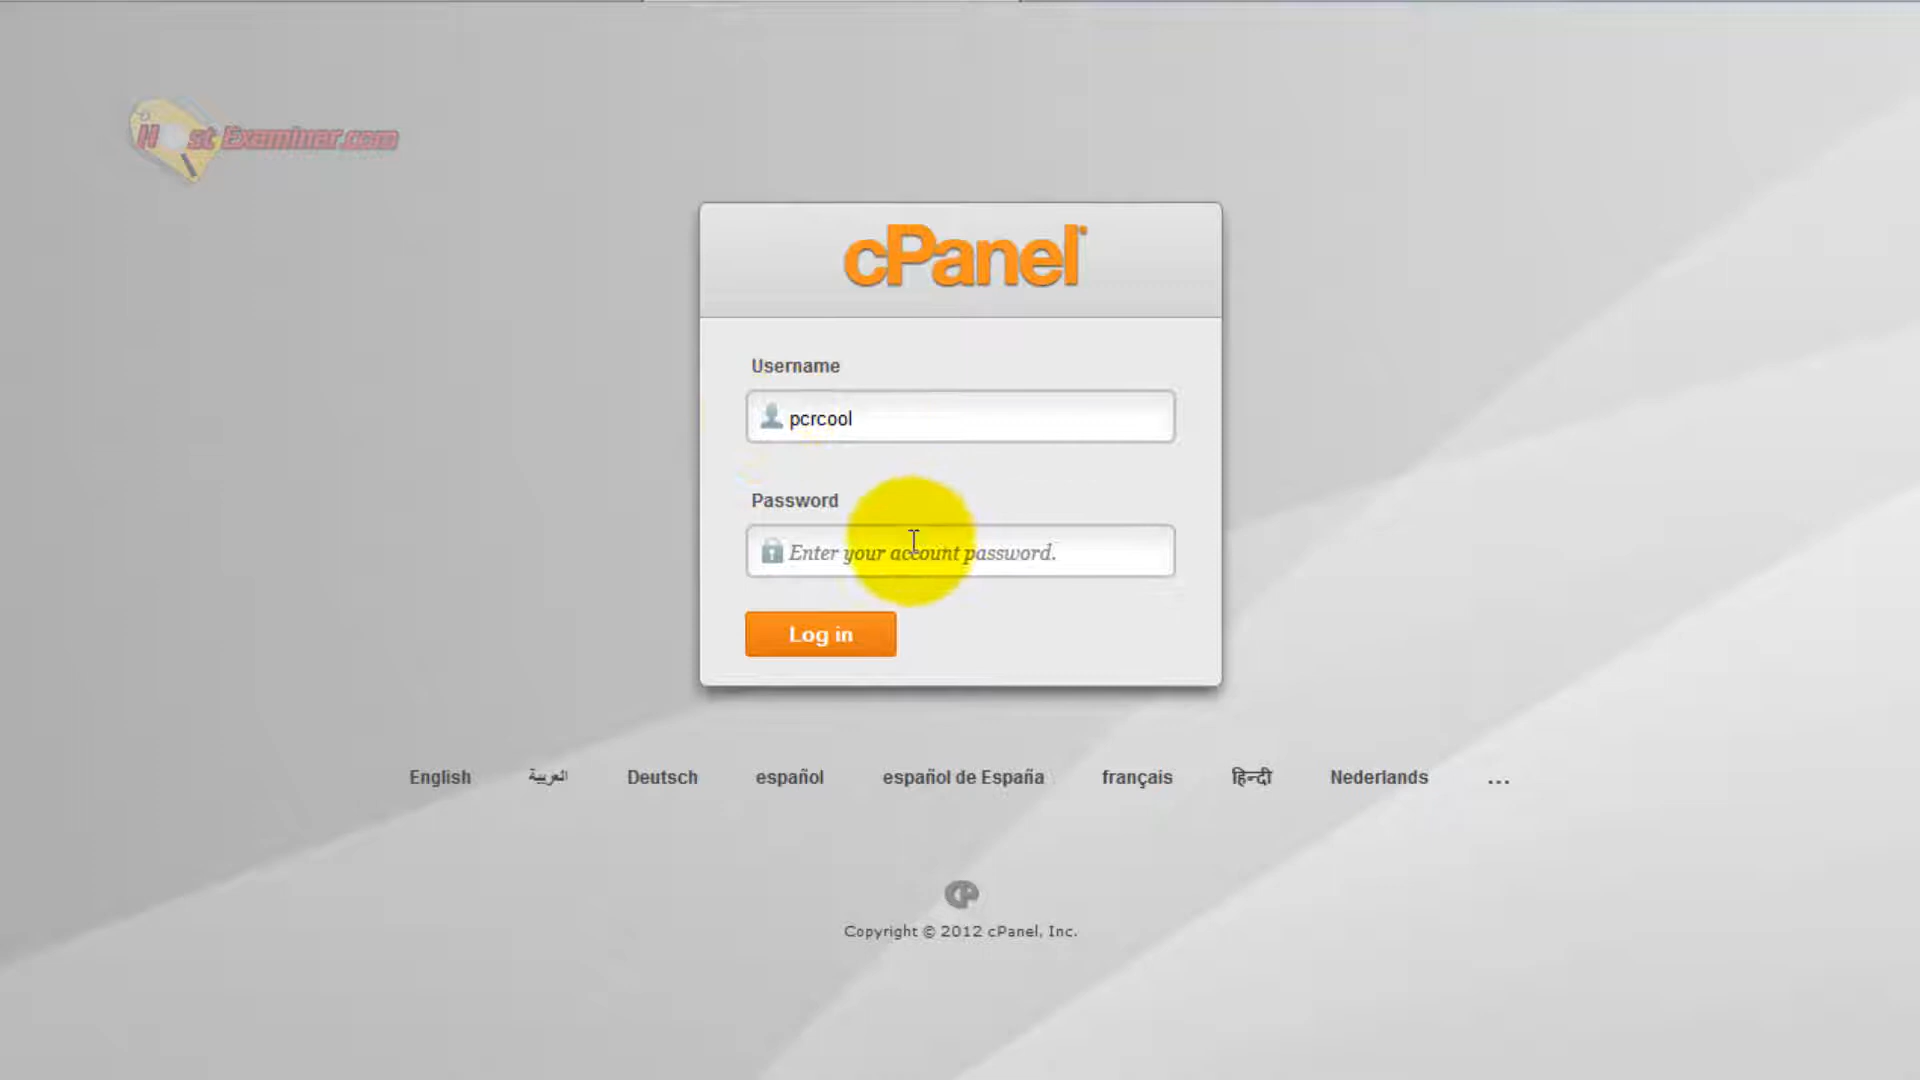 Host Examiner.com
cPanel
Username
pcrcool
Password
Enter your account password.
Log in
English العربية Deutsch español español de España français हिन्दी Nederlands ...
Copyright © 2012 cPanel, Inc.